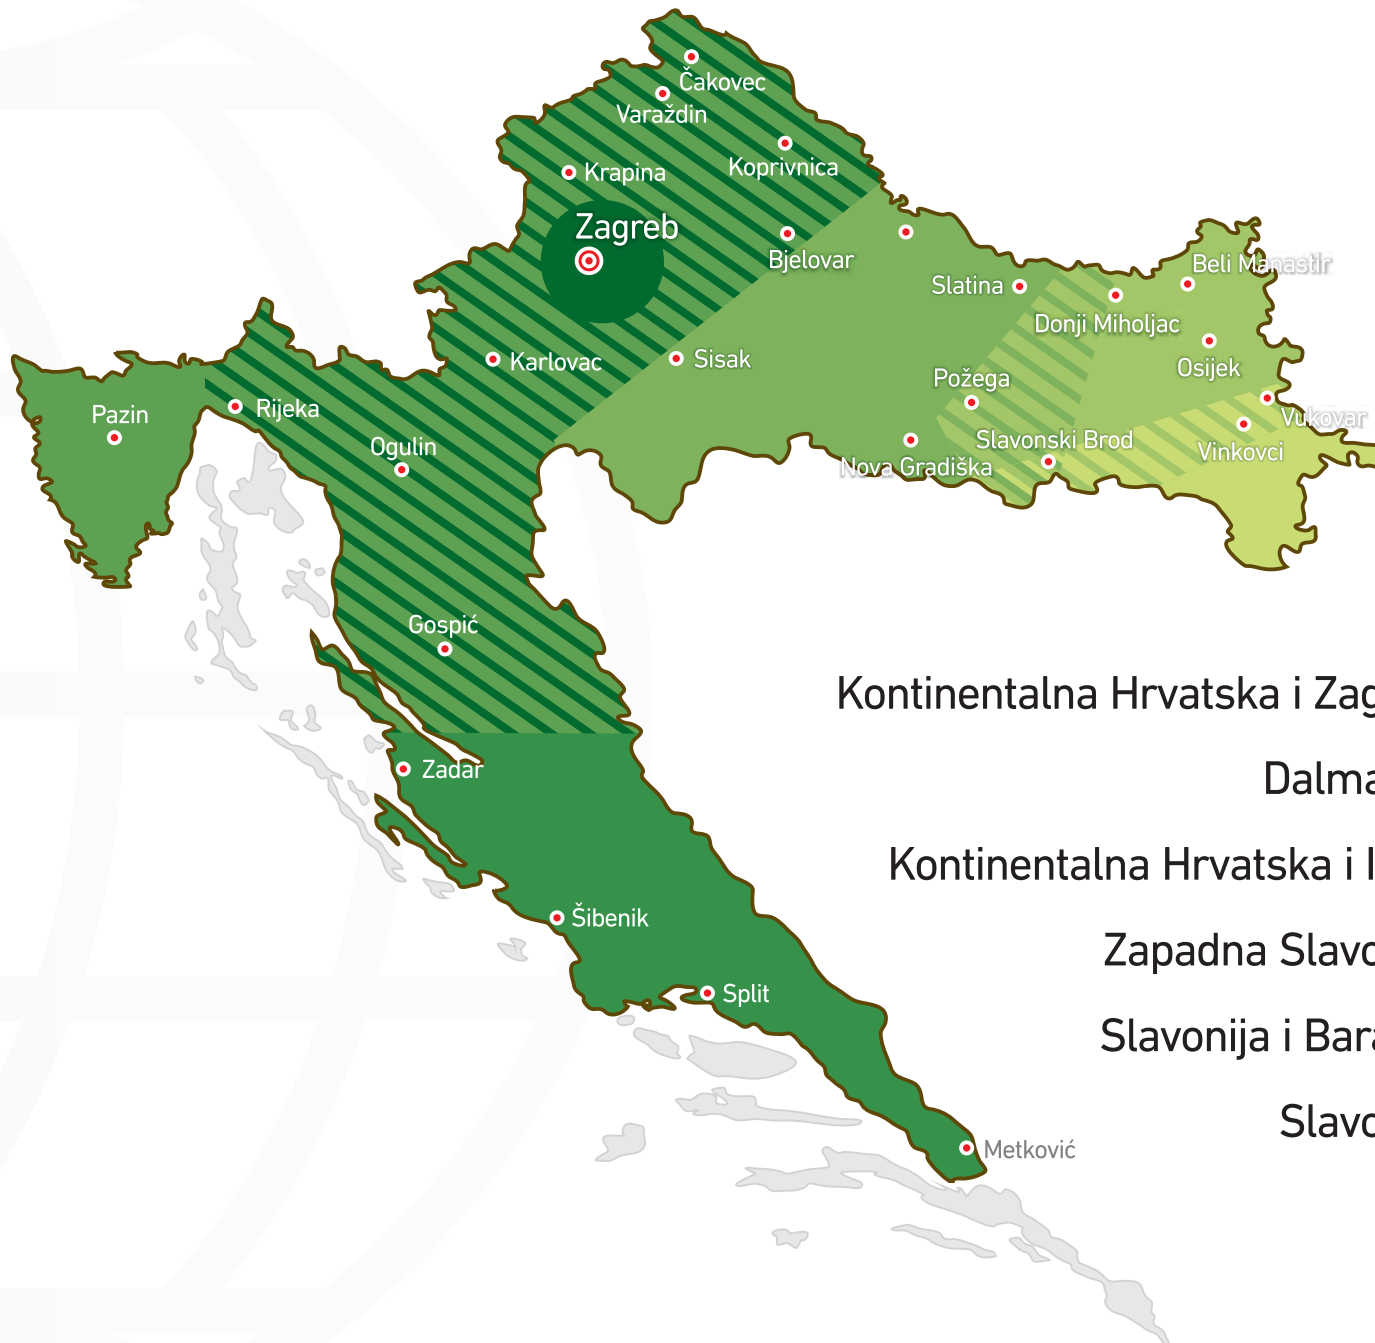 Čakovec
Varaždin
Koprivnica
Krapina
Zagreb
Bjelovar
Beli Manastir
Slatina
Donji Miholjac
Karlovac
Sisak
Osijek
Požega
Pazin
Rijeka
Vukovar
Ogulin
Slavonski Brod
Vinkovci
Nova Gradiška
Gospić
Kontinentalna Hrvatska i Zag
Zadar
Dalma
Kontinentalna Hrvatska i I
Šibenik
Zapadna Slavo
Split
Slavonija i Bara
Slavo
Metković